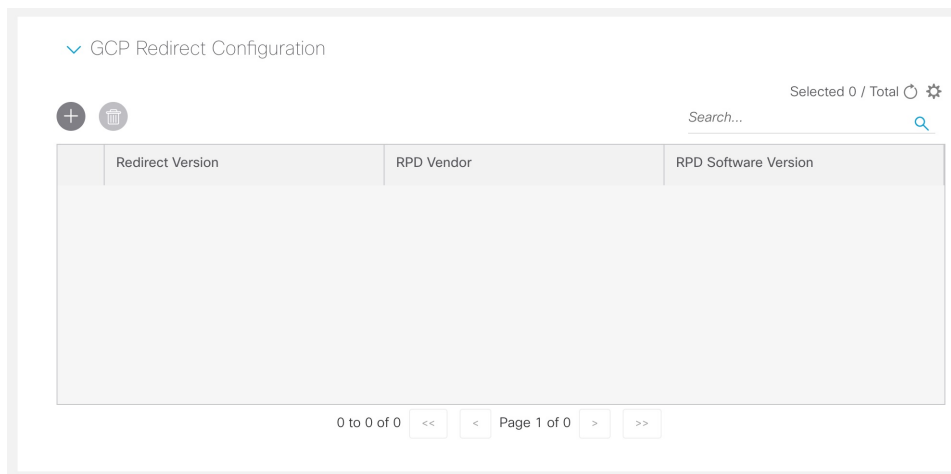 GCP Redirect Configuration
Selected 0 / Total
Search...
Redirect Version RPD Vendor RPD Software Version
0 to 0 of 0 << < Page 1 of 0 > >>